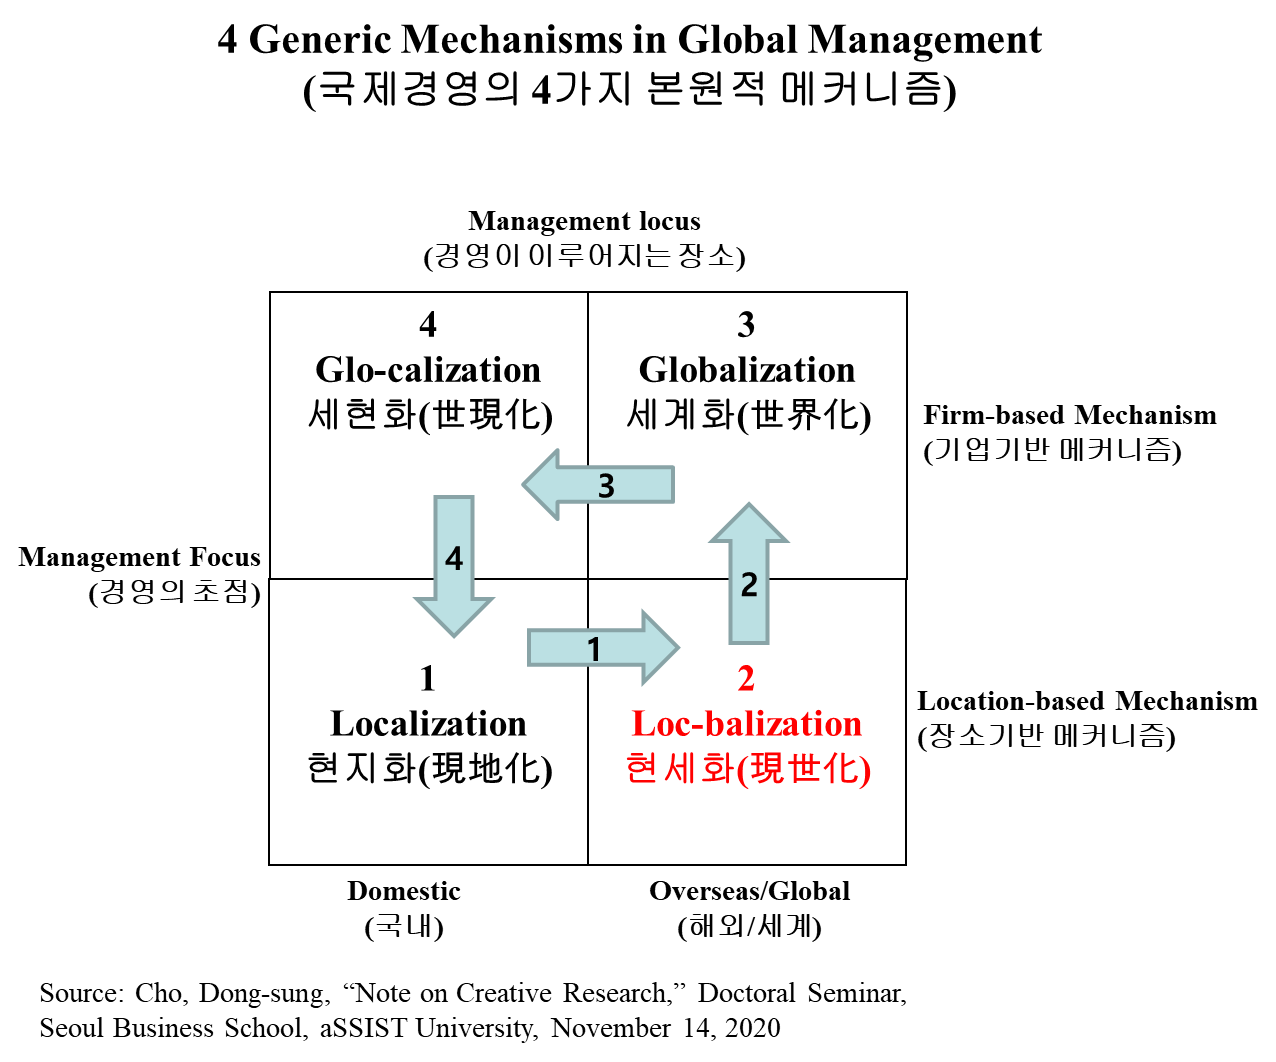 4 Generic Mechanisms in Global Management
(국제경영의 4가지 본원적 메커니즘)
Management locus
(경영이 이루어지는 장소)
4
Glo-calization
세현화(世現化)
3
Globalization
세계화(世界化)
Firm-based Mechanism
(기업기반 메커니즘)
3
4
2
Management Focus
(경영의 초점)
1
1
Localization
현지화(現地化)
2
Loc-balization
현세화(現世化)
Location-based Mechanism
(장소기반 메커니즘)
Domestic
(국내)
Overseas/Global
(해외/세계)
Source: Cho, Dong-sung, “Note on Creative Research,” Doctoral Seminar,
Seoul Business School, aSSIST University, November 14, 2020